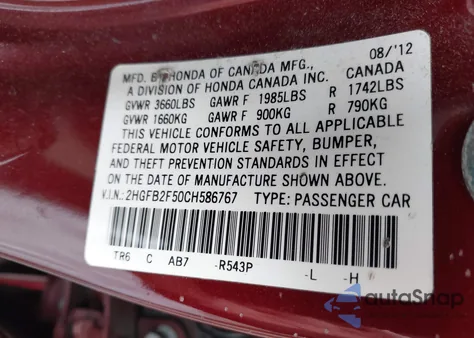 08/'12
MFD. BY HONDA OF CANADA MFG., CANADA
A DIVISION OF HONDA CANADA INC.
GVWR 3660LBS GAWR F 1985LBS R 1742LBS
GVWR 1660KG GAWR F 900KG R 790KG
THIS VEHICLE CONFORMS TO ALL APPLICABLE
FEDERAL MOTOR VEHICLE SAFETY, BUMPER,
AND THEFT PREVENTION STANDARDS IN EFFECT
ON THE DATE OF MANUFACTURE SHOWN ABOVE.
V.I.N.: 2HGFB2F50CH586767 TYPE: PASSENGER CAR
TR6 C AB7 -R543P -L -H
autoSnap